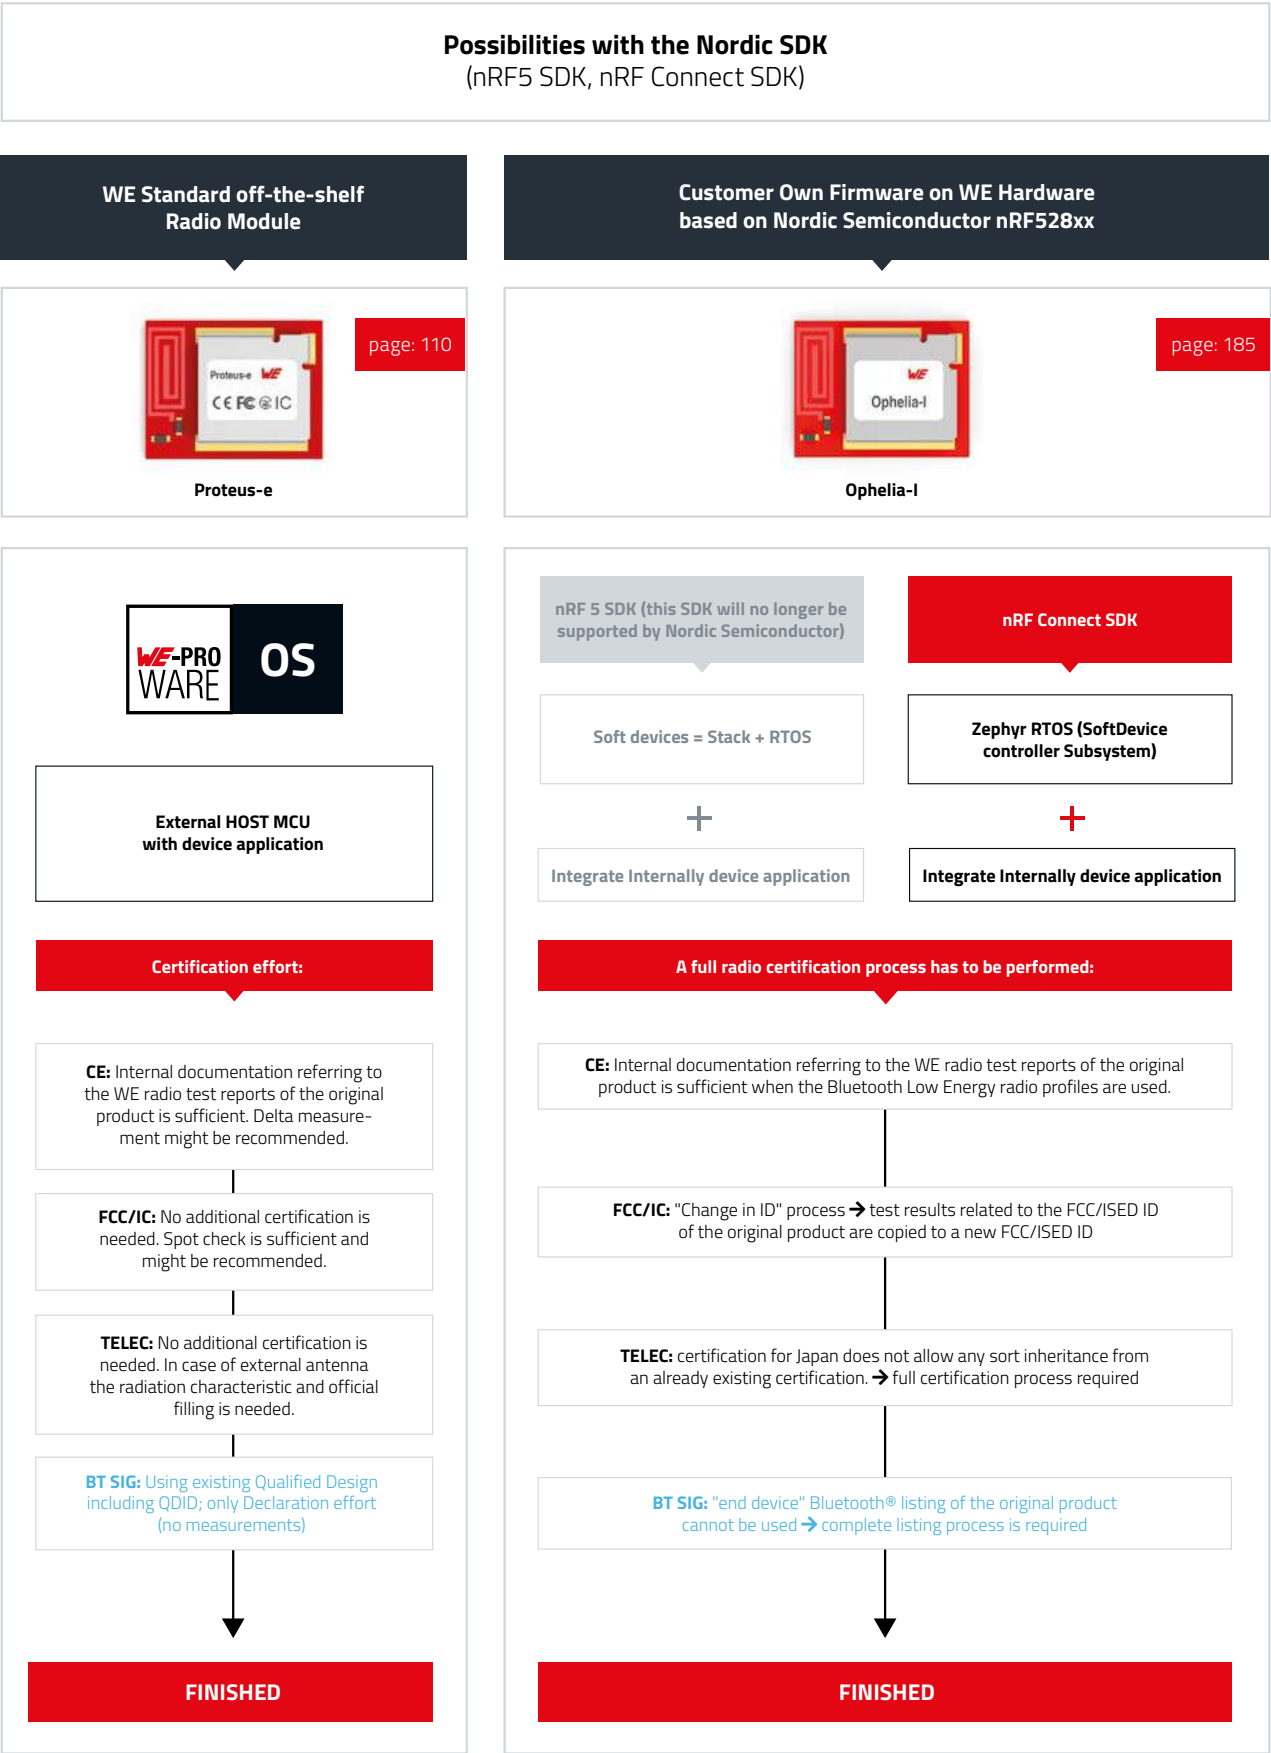 Possibilities with the Nordic SDK
(nRF5 SDK, nRF Connect SDK)
WE Standard off-the-shelf
Radio Module
page: 110
Proteus-e WE
CE FC IC
Proteus-e
WE-PRO
WARE
OS
External HOST MCU
with device application
Certification effort:
CE: Internal documentation referring to
the WE radio test reports of the original
product is sufficient. Delta measure-
ment might be recommended.
FCC/IC: No additional certification is
needed. Spot check is sufficient and
might be recommended.
TELEC: No additional certification is
needed. In case of external antenna
the radiation characteristic and official
filling is needed.
BT SIG: Using existing Qualified Design
including QDID; only Declaration effort
(no measurements)
FINISHED
Customer Own Firmware on WE Hardware
based on Nordic Semiconductor nRF528xx
page: 185
WE
Ophelia-I
Ophelia-I
nRF 5 SDK (this SDK will no longer be
supported by Nordic Semiconductor)
Soft devices = Stack + RTOS
+
Integrate Internally device application
nRF Connect SDK
Zephyr RTOS (SoftDevice
controller Subsystem)
+
Integrate Internally device application
A full radio certification process has to be performed:
CE: Internal documentation referring to the WE radio test reports of the original
product is sufficient when the Bluetooth Low Energy radio profiles are used.
FCC/IC: "Change in ID" process → test results related to the FCC/ISED ID
of the original product are copied to a new FCC/ISED ID
TELEC: certification for Japan does not allow any sort inheritance from
an already existing certification. → full certification process required
BT SIG: "end device" Bluetooth® listing of the original product
cannot be used → complete listing process is required
FINISHED